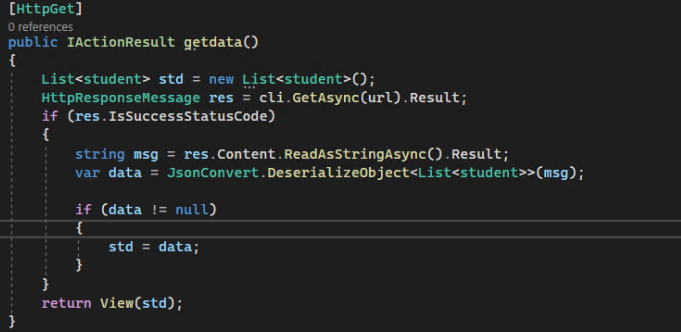 [HttpGet]
0 references
public IActionResult getdata()
{
List<student> std = new List<student>();
HttpResponseMessage res = cli.GetAsync(url).Result;
if (res.IsSuccessStatusCode)
{
string msg = res.Content.ReadAsStringAsync().Result;
var data = JsonConvert.DeserializeObject<List<student>>(msg);
if (data != null)
{
std = data;
}
}
return View(std);
}